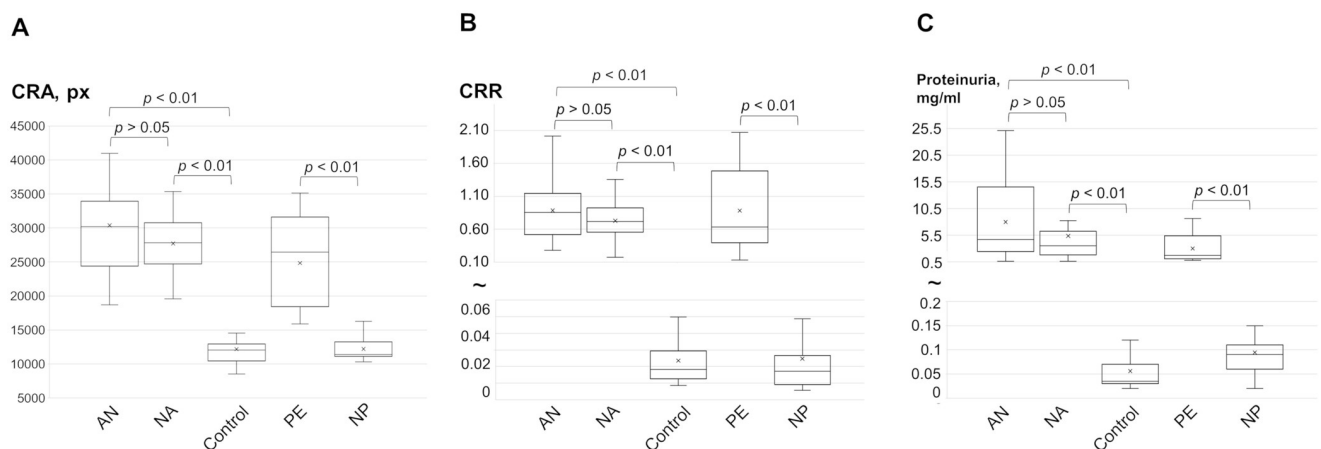 A
CRA, px
p < 0.01
p > 0.05
p < 0.01
p < 0.01
45000
40000
35000
30000
25000
20000
15000
10000
5000
AN
NA
Control
PE
NP
B
CRR
p < 0.01
p > 0.05
p < 0.01
p < 0.01
2.10
1.60
1.10
0.60
0.10
~
0.06
0.04
0.02
0
AN
NA
Control
PE
NP
C
Proteinuria,
mg/ml
p < 0.01
p > 0.05
p < 0.01
p < 0.01
25.5
20.5
15.5
10.5
5.5
0.5
~
0.2
0.15
0.1
0.05
0
AN
NA
Control
PE
NP